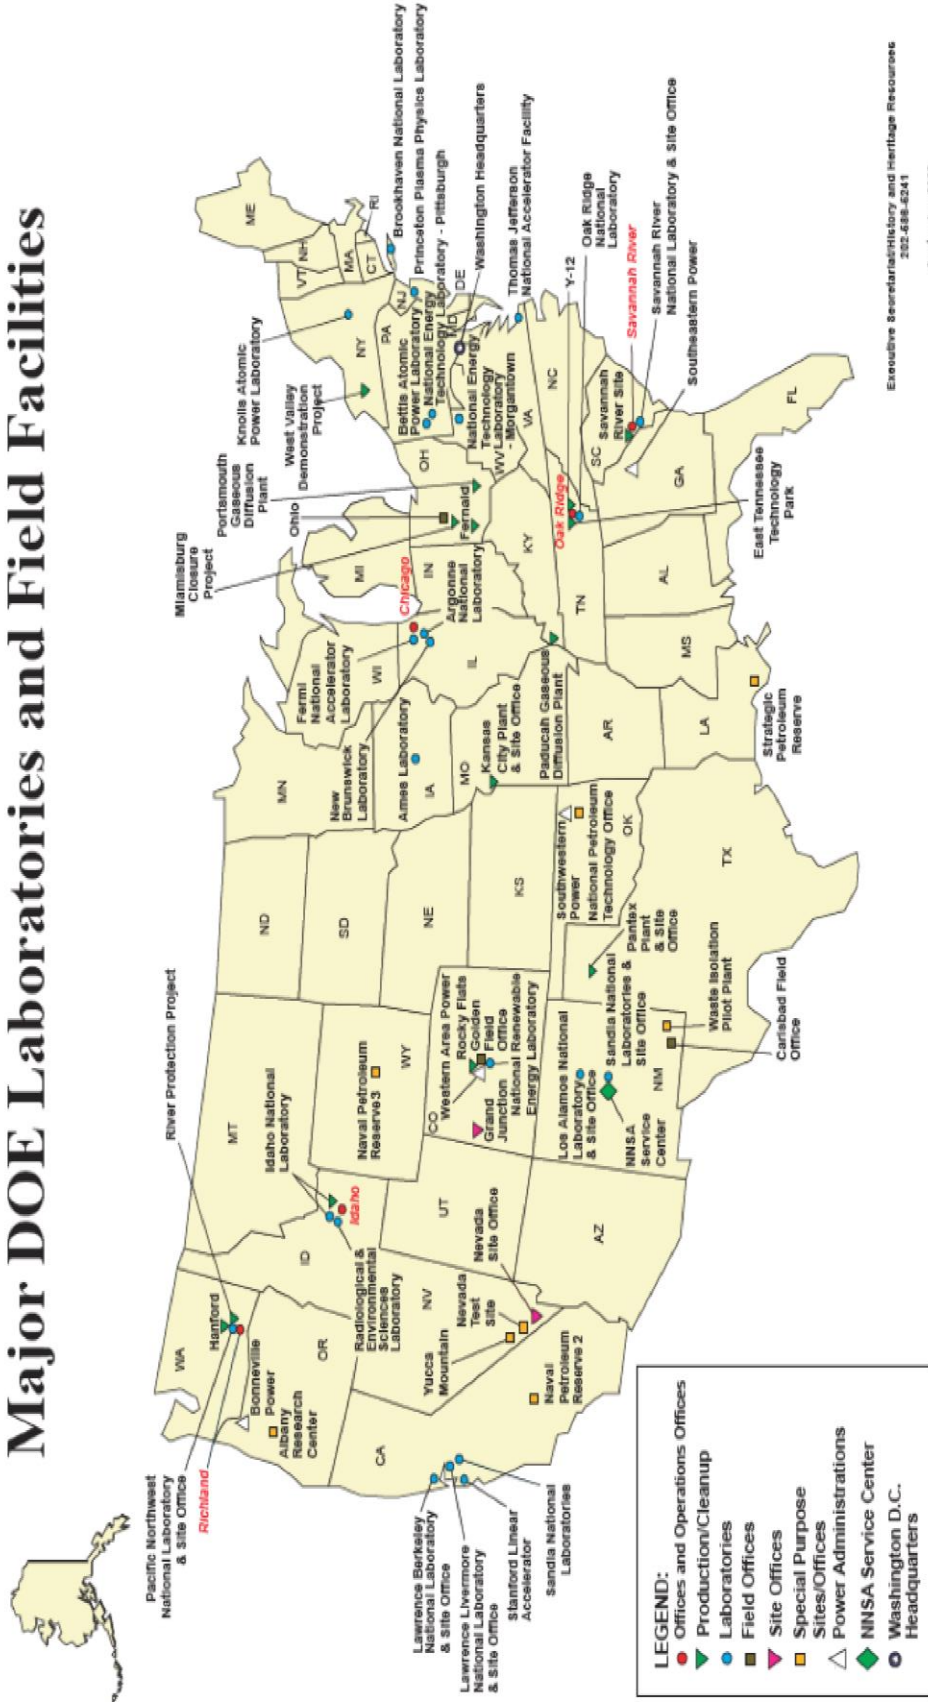 Major DOE Laboratories and Field Facilities
Pacific Northwest
National Laboratory
& Site Office
Richland
WA
Hanford
River Protection Project
Bonneville
Power
Albany
Research
Center
OR
ID
MT
Idaho National
Laboratory
Idaho
Radiological &
Environmental
Sciences
Laboratory
Naval Petroleum
Reserve3
WY
ND
SD
NE
KS
MN
CA
NV
UT
AZ
Yucca
Mountain
Nevada
Test
Site
Nevada
Site Office
Naval
Petroleum
Reserve 2
Lawrence Berkeley
National Laboratory
& Site Office
Lawrence Livermore
National Laboratory
& Site Office
Stanford Linear
Accelerator
Sandia National
Laboratories
CO
Western Area Power
Rocky Flats
Golden
Field
Office
National Renewable
Energy Laboratory
Grand
Junction
Los Alamos National
Laboratory
& Site Office
NNSA
Service
Center
NM
Sandia National
Laboratories &
Site Office
Pantex
Plant
& Site
Office
Waste Isolation
Pilot Plant
Carlsbad Field
Office
TX
OK
Southwestern
Power
National Petroleum
Technology Office
Strategic
Petroleum
Reserve
LA
AR
MS
AL
GA
FL
MO
Kansas
City Plant
& Site Office
Paducah Gaseous
Diffusion Plant
IA
Ames Laboratory
New
Brunswick
Laboratory
Fermi
National
Accelerator
Laboratory
WI
Chicago
Argonne
National
Laboratory
IL
IN
MI
Miamisburg
Closure
Project
Ohio
Portsmouth
Gaseous
Diffusion
Plant
Fernald
OH
KY
TN
Oak Ridge
East Tennessee
Technology
Park
Y-12
Oak Ridge
National
Laboratory
Savannah River
Savannah
River Site
Savannah River
National Laboratory & Site Office
Southeastern Power
SC
NC
VA
WV
West Valley
Demonstration
Project
Knolls Atomic
Power Laboratory
NY
PA
Bettis Atomic
Power Laboratory
National Energy
Technology Laboratory - Pittsburgh
National Energy
Technology
Laboratory
- Morgantown
MD
DE
NJ
Washington Headquarters
Thomas Jefferson
National Accelerator Facility
Princeton Plasma Physics Laboratory
Brookhaven National Laboratory
CT
RI
MA
VT
NH
ME
LEGEND:
Offices and Operations Offices
Production/Cleanup
Laboratories
Field Offices
Site Offices
Special Purpose
Sites/Offices
Power Administrations
NNSA Service Center
Washington D.C.
Headquarters
Executive Secretariat/History and Heritage Resources
202-586-5241